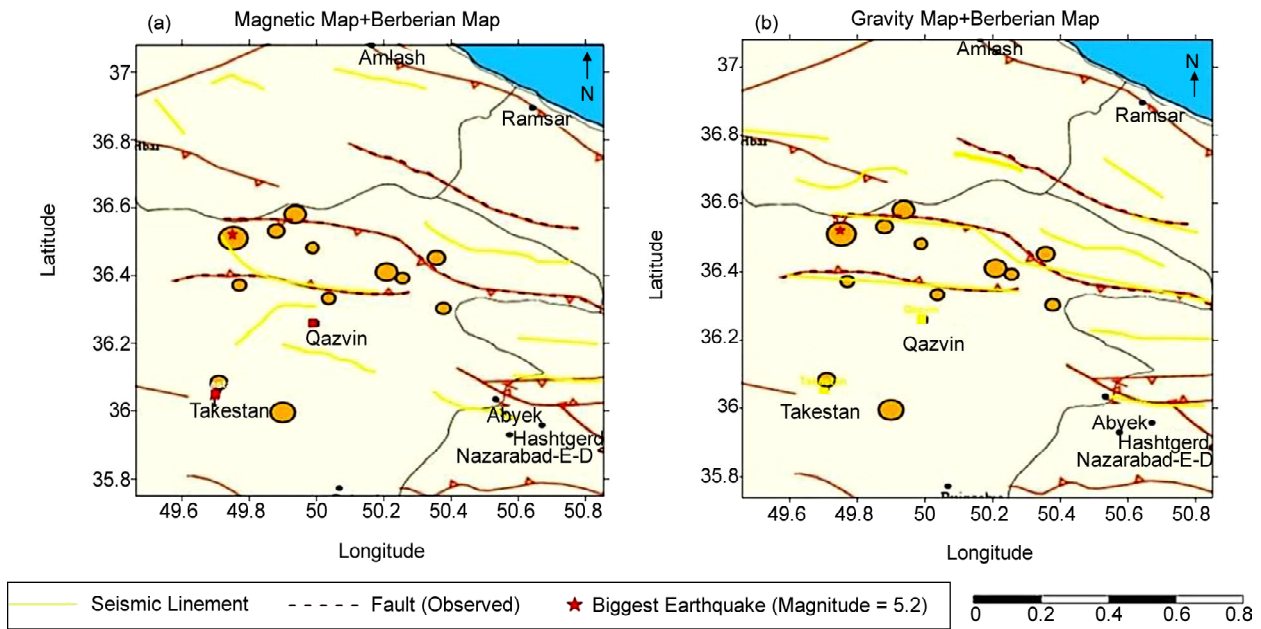 (a) Magnetic Map+Berberian Map
(b) Gravity Map+Berberian Map
Amlash
37
N
Ramsar
36.8
36.6
Latitude
36.4
Qazvin
36.2
Takestan
36
Abyek
Hashtgerd
Nazarabad-E-D
35.8
49.6 49.8 50 50.2 50.4 50.6 50.8
Longitude
Amlash
37
N
Ramsar
36.8
36.6
Latitude
36.4
Qazvin
36.2
Takestan
36
Abyek
Hashtgerd
Nazarabad-E-D
35.8
49.6 49.8 50 50.2 50.4 50.6 50.8
Longitude
Seismic Linement Fault (Observed) Biggest Earthquake (Magnitude = 5.2)
0 0.2 0.4 0.6 0.8